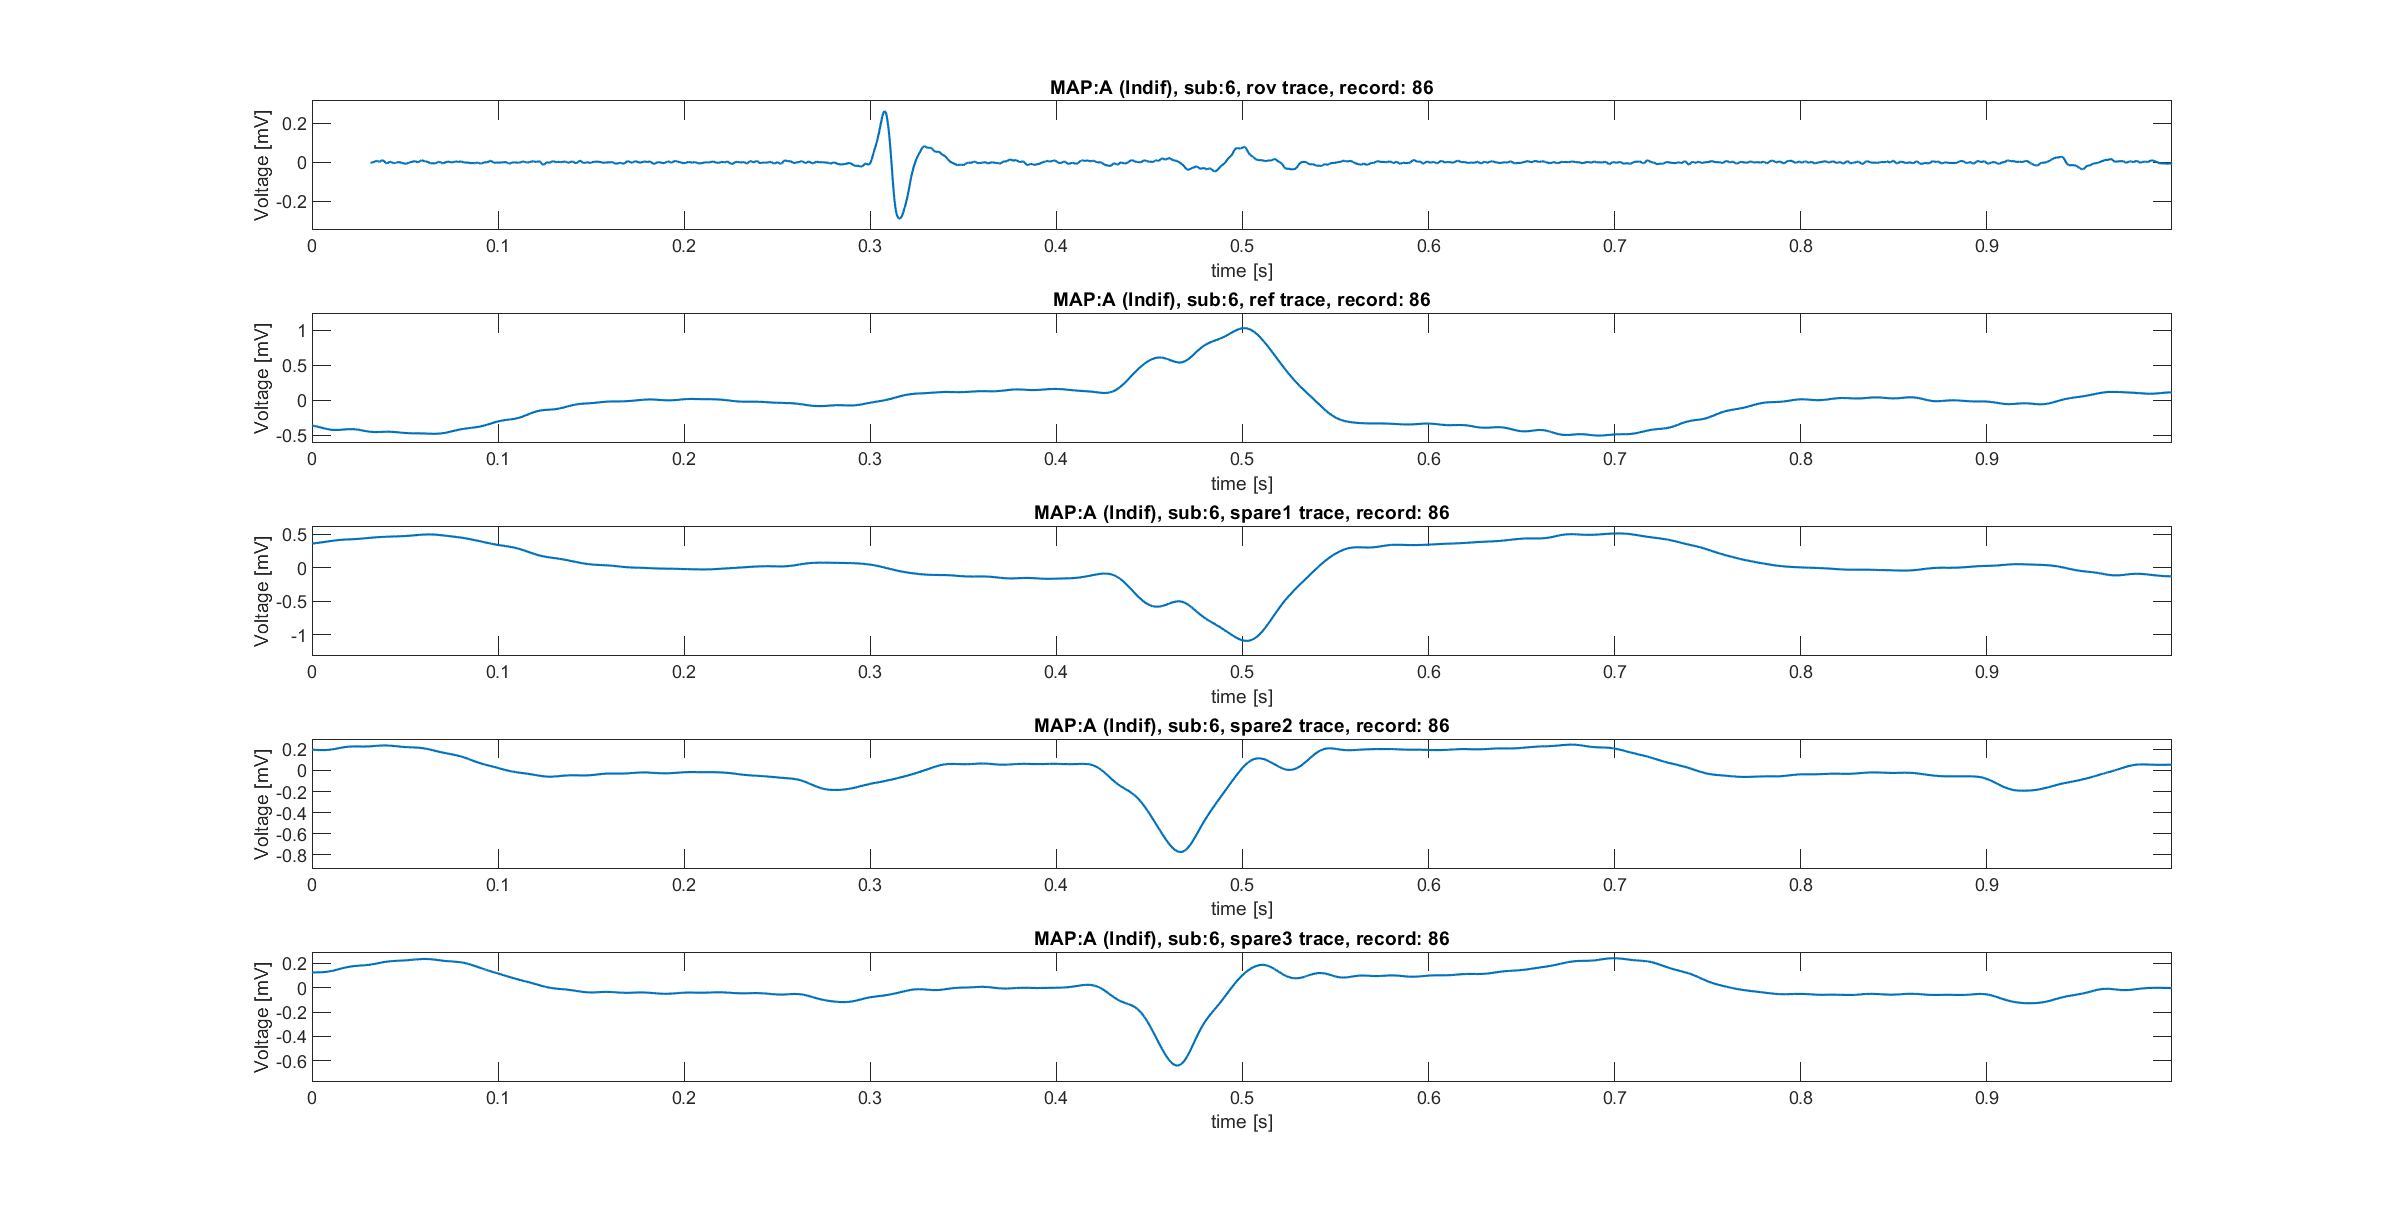 MAP:A (Indif), sub:6, rov trace, record: 86
Voltage [mV]
0.2
0
-0.2
0 0.1 0.2 0.3 0.4 0.5 0.6 0.7 0.8 0.9
time [s]
MAP:A (Indif), sub:6, ref trace, record: 86
Voltage [mV]
1
0.5
0
-0.5
0 0.1 0.2 0.3 0.4 0.5 0.6 0.7 0.8 0.9
time [s]
MAP:A (Indif), sub:6, spare1 trace, record: 86
Voltage [mV]
0.5
0
-0.5
-1
0 0.1 0.2 0.3 0.4 0.5 0.6 0.7 0.8 0.9
time [s]
MAP:A (Indif), sub:6, spare2 trace, record: 86
Voltage [mV]
0.2
0
-0.2
-0.4
-0.6
-0.8
0 0.1 0.2 0.3 0.4 0.5 0.6 0.7 0.8 0.9
time [s]
MAP:A (Indif), sub:6, spare3 trace, record: 86
Voltage [mV]
0.2
0
-0.2
-0.4
-0.6
0 0.1 0.2 0.3 0.4 0.5 0.6 0.7 0.8 0.9
time [s]